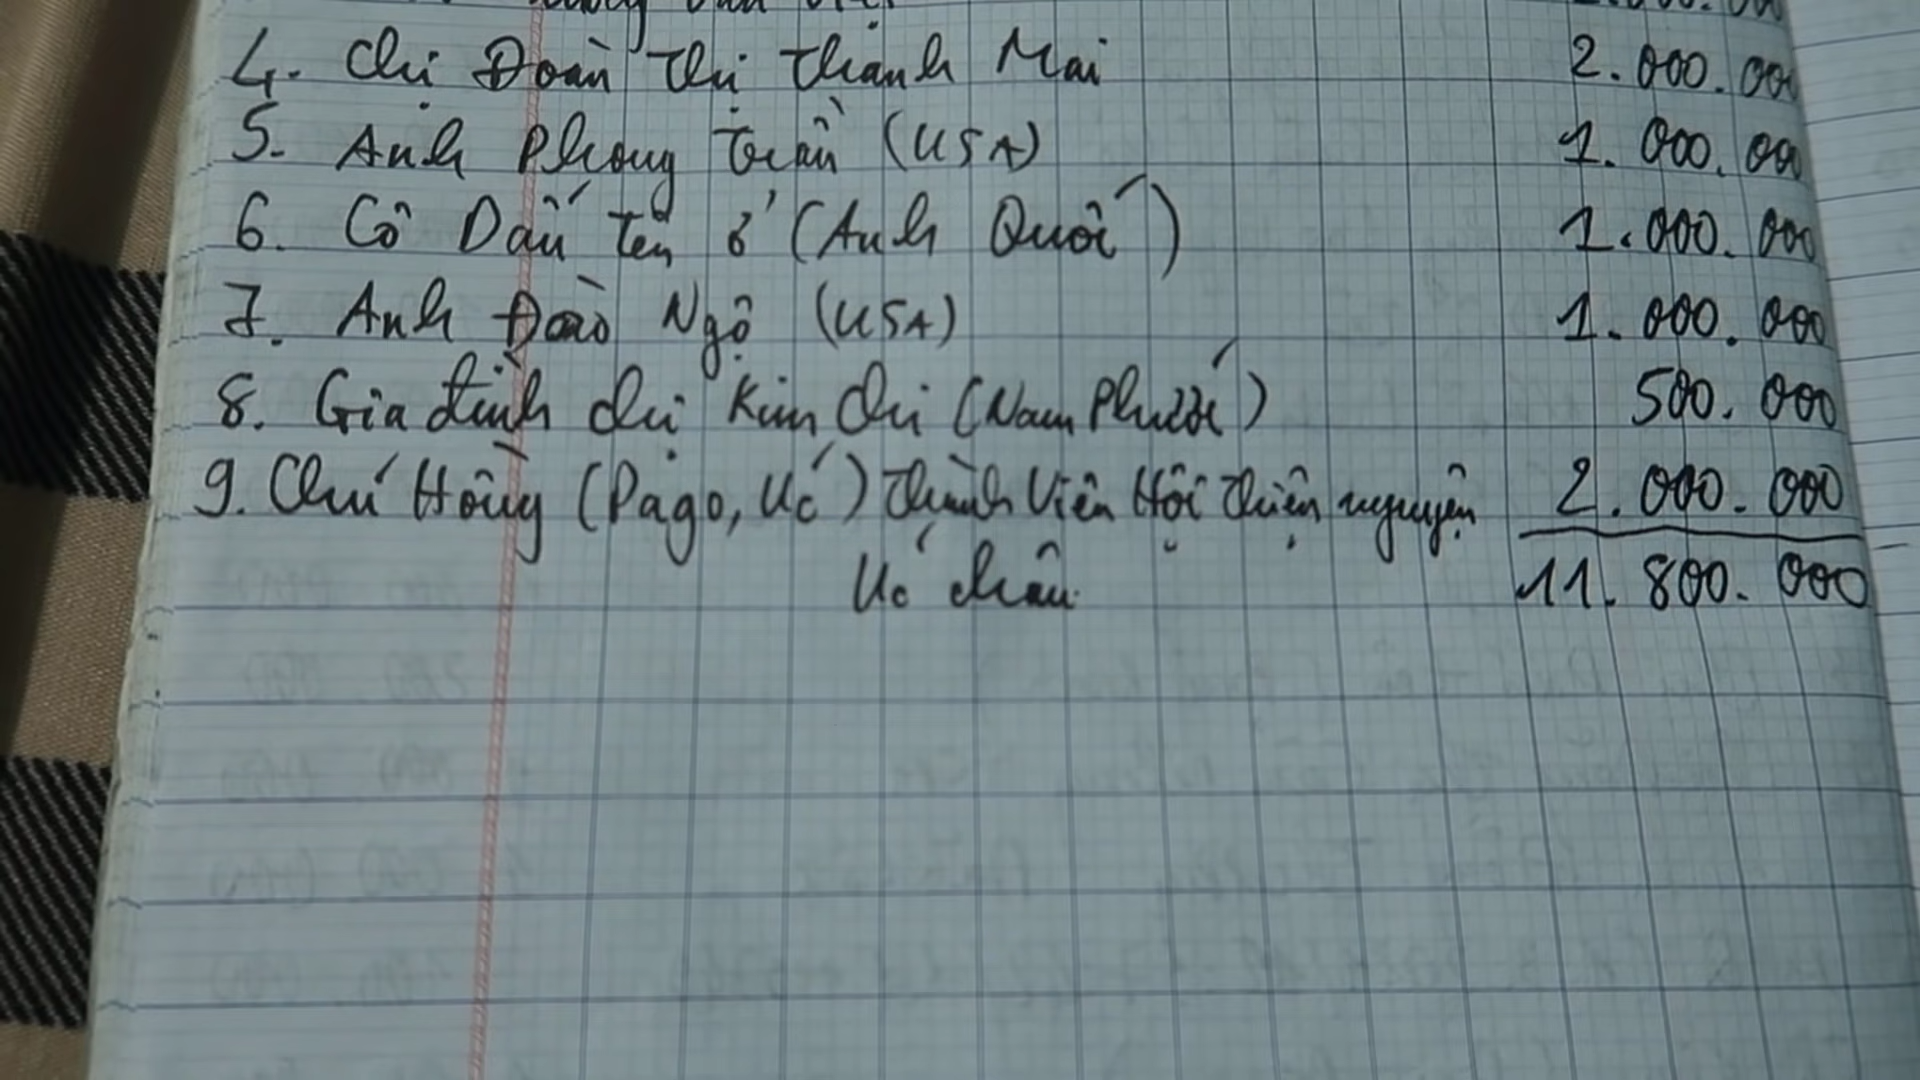 4. Chị Đoàn Thị Thanh Mai 2.000.000
5. Anh Phong Trần (USA) 1.000.000
6. Cô Dấu Tên ở (Anh Quốc) 1.000.000
7. Anh Đào Ngộ (USA) 1.000.000
8. Gia đình chị Kim Chi (Nam Phước) 500.000
9. Chú Hồng (Pago, Úc) Thành Viên Hội Thiện nguyện 2.000.000
Úc châu. 11.800.000